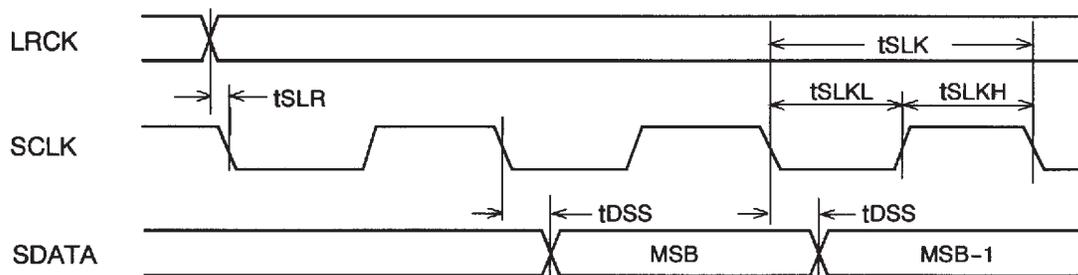 LRCK
tSLK
tSLR
tSLKL
tSLKH
SCLK
tDSS
tDSS
SDATA
MSB
MSB-1